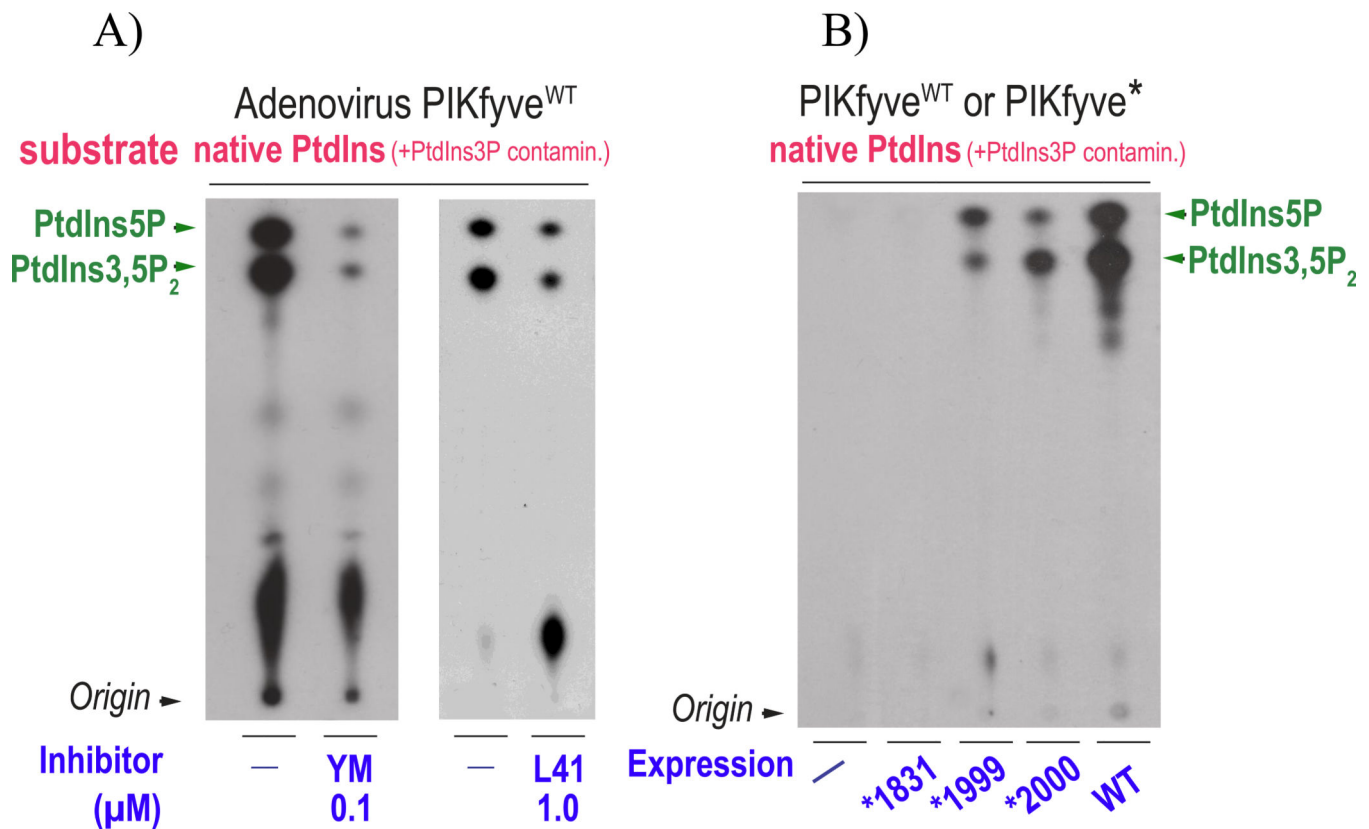 A)
Adenovirus PIKfyveWT
substrate native PtdIns (+PtdIns3P contamin.)
PtdIns5P
PtdIns3,5P2
Origin
Inhibitor
(µM)
— YM — L41
0.1 1.0
B)
PIKfyveWT or PIKfyve*
native PtdIns (+PtdIns3P contamin.)
PtdIns5P
PtdIns3,5P2
Origin
Expression / *1831 *1999 *2000 WT